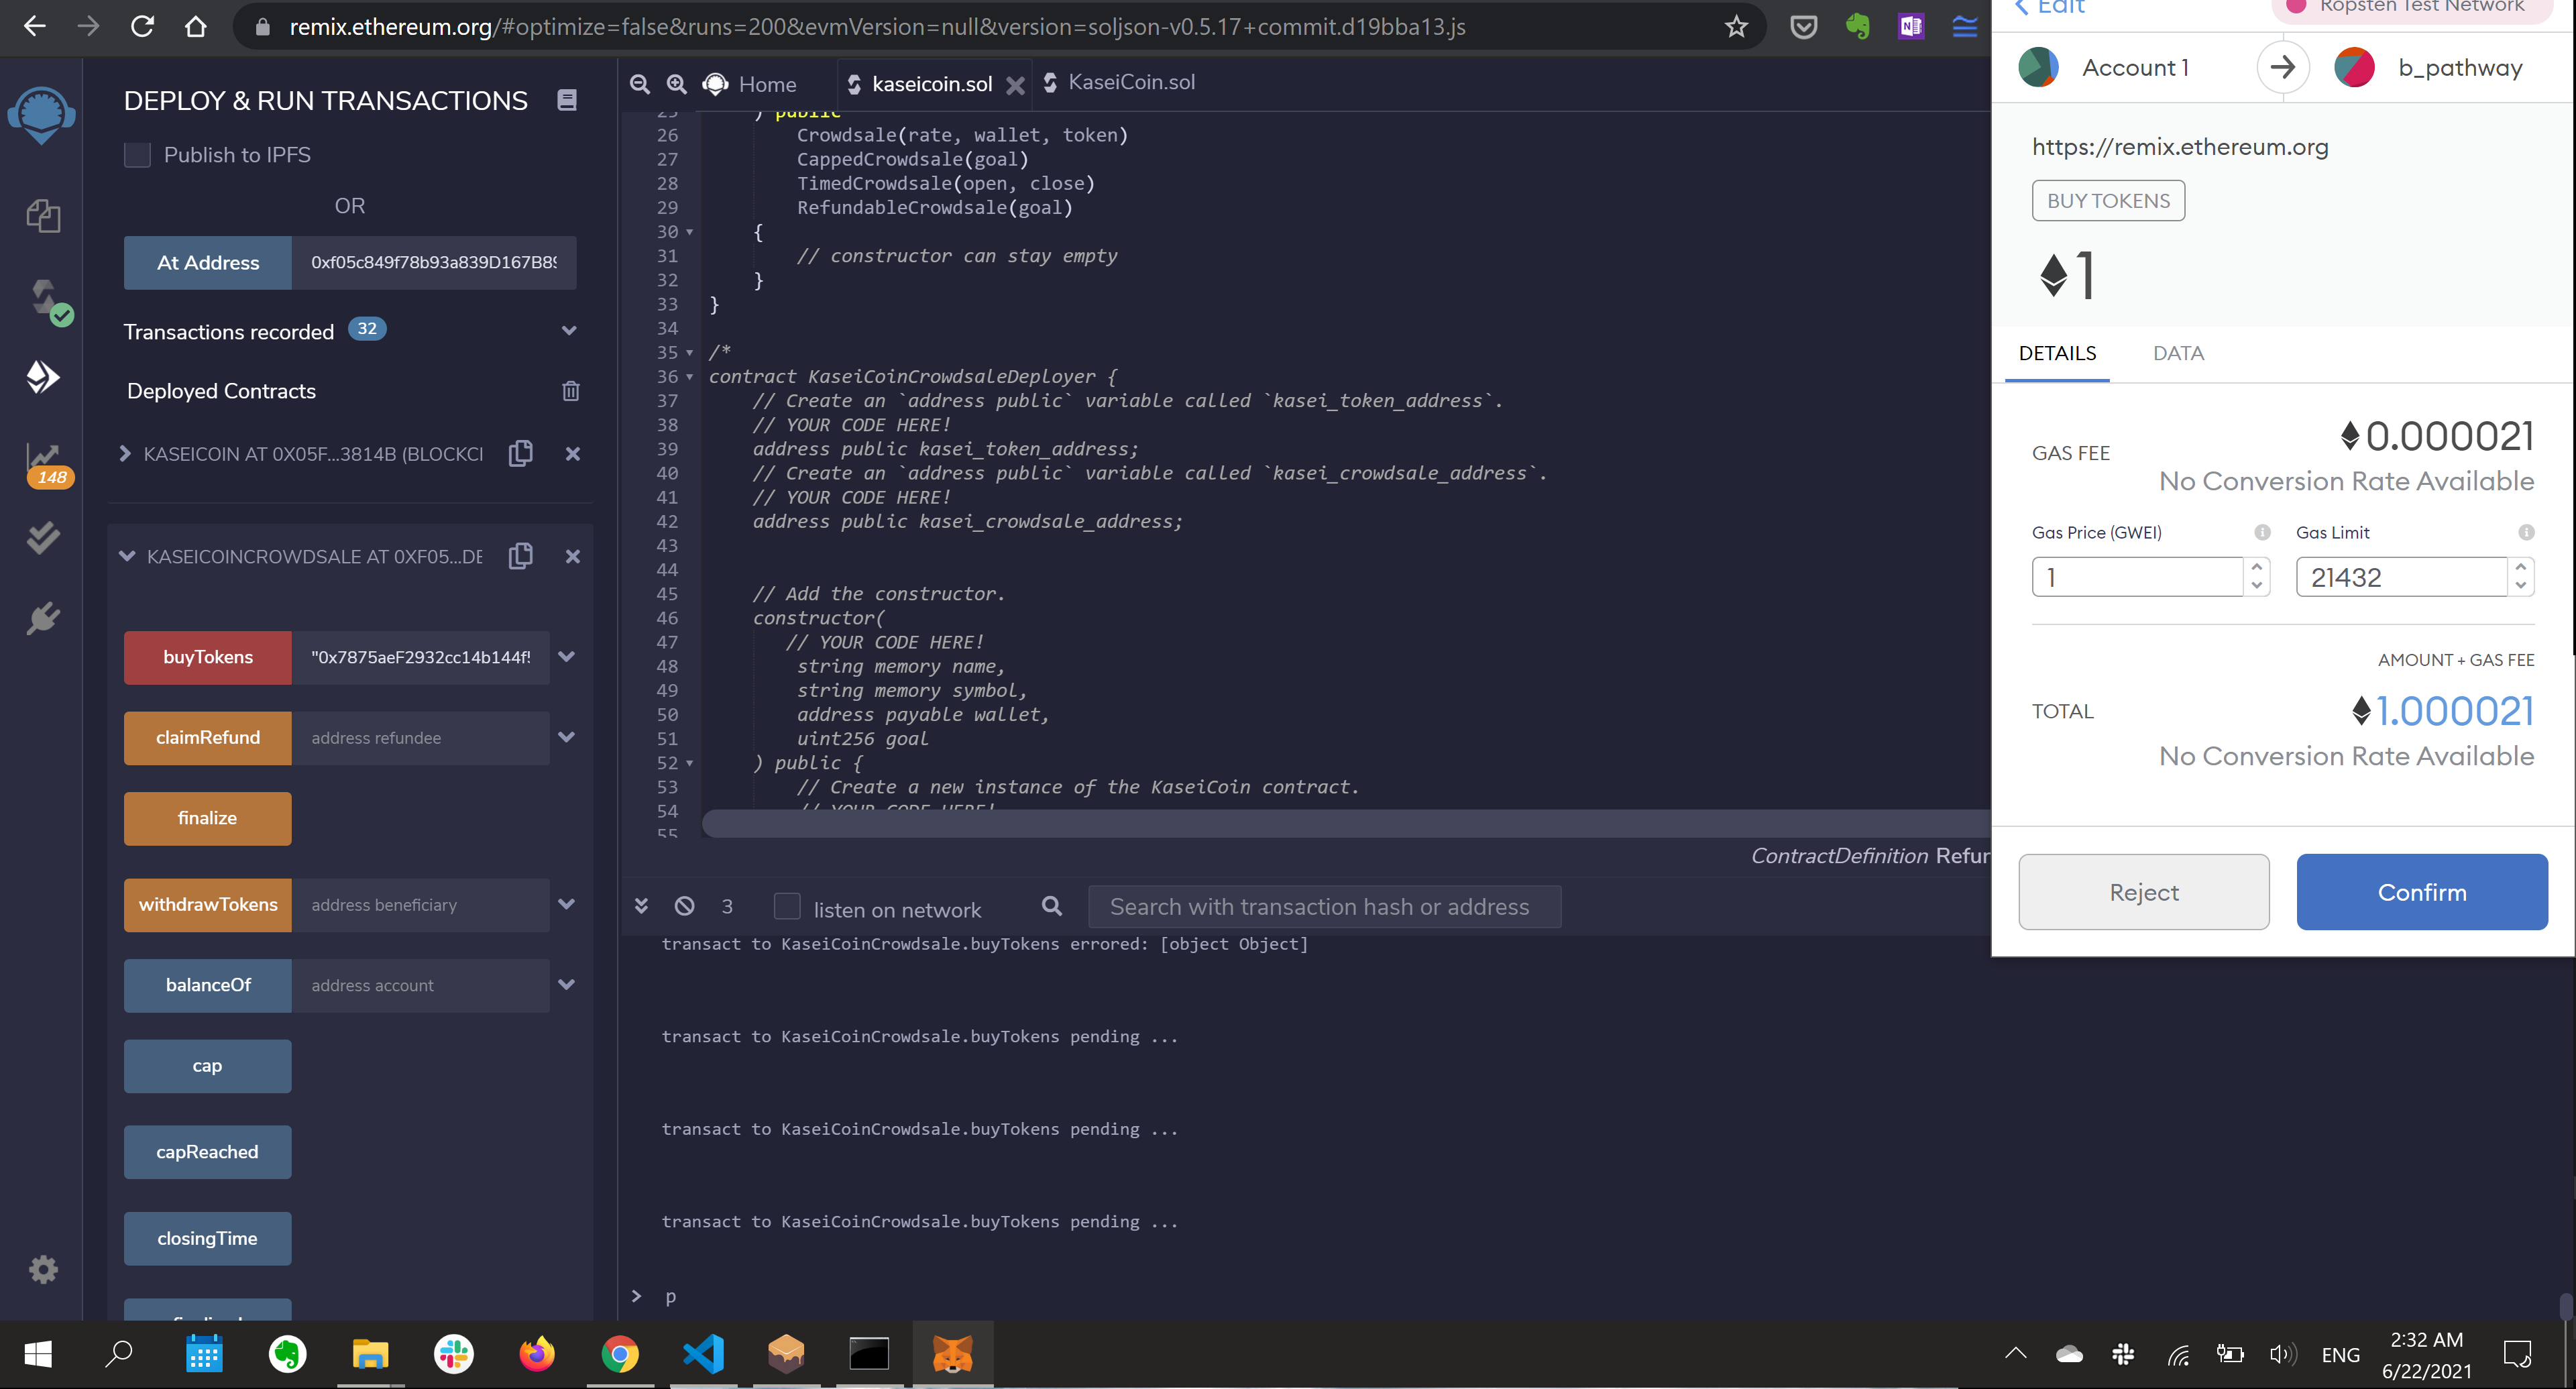 remix.ethereum.org/#optimize=false&runs=200&evmVersion=null&version=soljson-v0.5.17+commit.d19bba13.js
DEPLOY & RUN TRANSACTIONS
Publish to IPFS
OR
At Address
0xf05c849f78b93a839D167B89
Transactions recorded 32
Deployed Contracts
KASEICOIN AT 0X05F...3814B (BLOCKCI
148
KASEICOINCROWDSALE AT 0XF05...DE
buyTokens
"0x7875aeF2932cc14b144f5
claimRefund
address refundee
finalize
withdrawTokens
address beneficiary
balanceOf
address account
cap
capReached
closingTime
Home
kaseicoin.sol
KaseiCoin.sol
25 ) public
26 Crowdsale(rate, wallet, token)
27 CappedCrowdsale(goal)
28 TimedCrowdsale(open, close)
29 RefundableCrowdsale(goal)
30 {
31 // constructor can stay empty
32 }
33 }
34
35 /*
36 contract KaseiCoinCrowdsaleDeployer {
37 // Create an `address public` variable called `kasei_token_address`.
38 // YOUR CODE HERE!
39 address public kasei_token_address;
40 // Create an `address public` variable called `kasei_crowdsale_address`.
41 // YOUR CODE HERE!
42 address public kasei_crowdsale_address;
43
44
45 // Add the constructor.
46 constructor(
47 // YOUR CODE HERE!
48 string memory name,
49 string memory symbol,
50 address payable wallet,
51 uint256 goal
52 ) public {
53 // Create a new instance of the KaseiCoin contract.
54 // YOUR CODE HERE!
55
ContractDefinition Refun
3
listen on network
Search with transaction hash or address
transact to KaseiCoinCrowdsale.buyTokens errored: [object Object]
transact to KaseiCoinCrowdsale.buyTokens pending ...
transact to KaseiCoinCrowdsale.buyTokens pending ...
transact to KaseiCoinCrowdsale.buyTokens pending ...
> p
Edit
Ropsten Test Network
Account 1
b_pathway
https://remix.ethereum.org
BUY TOKENS
1
DETAILS
DATA
GAS FEE
0.000021
No Conversion Rate Available
Gas Price (GWEI)
Gas Limit
1
21432
AMOUNT + GAS FEE
TOTAL
1.000021
No Conversion Rate Available
Reject
Confirm
ENG
2:32 AM
6/22/2021